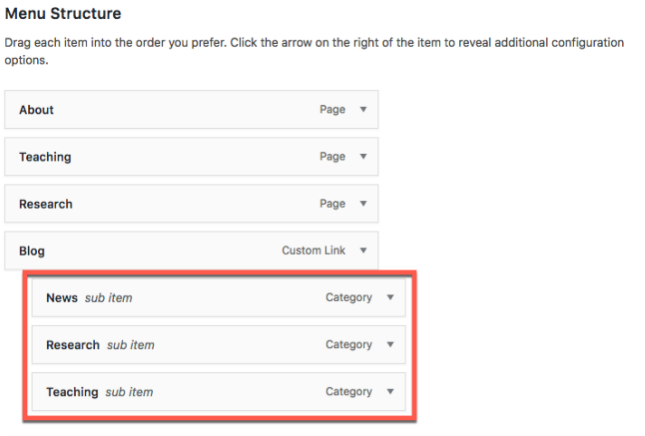 Menu Structure
Drag each item into the order you prefer. Click the arrow on the right of the item to reveal additional configuration
options.
About Page
Teaching Page
Research Page
Blog Custom Link
News sub item Category
Research sub item Category
Teaching sub item Category